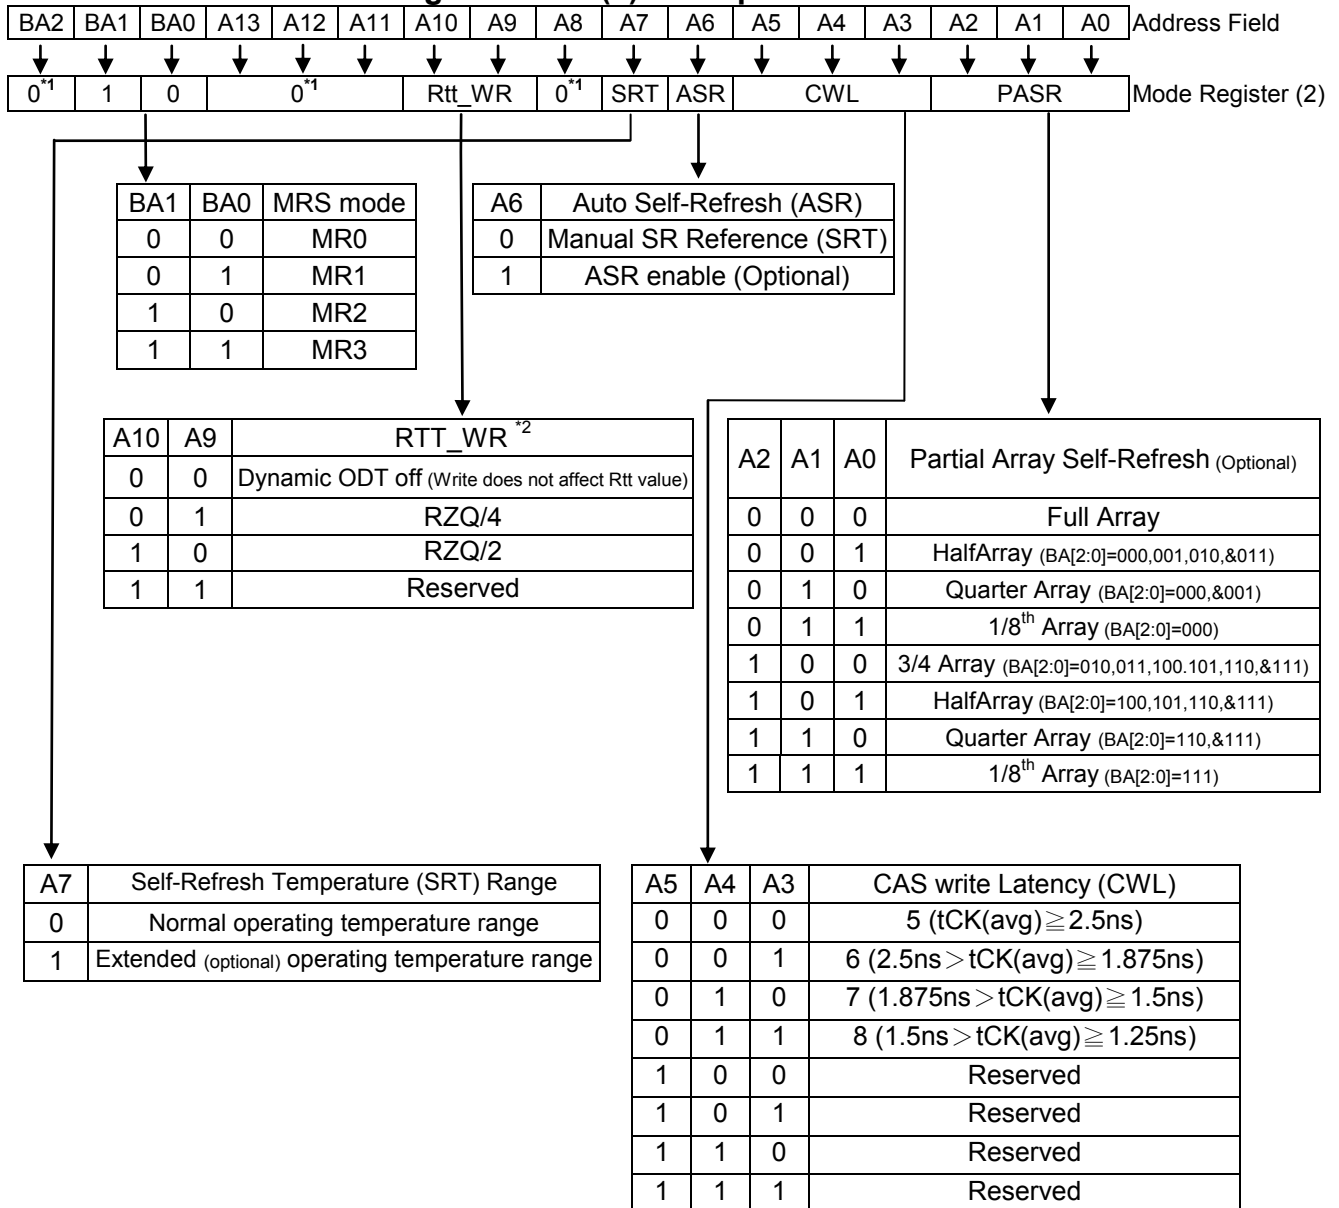 BA2 BA1 BA0 A13 A12 A11 A10 A9 A8 A7 A6 A5 A4 A3 A2 A1 A0 Address Field
0*1 1 0 0*1 Rtt_WR 0*1 SRT ASR CWL PASR Mode Register (2)
BA1 BA0 MRS mode
0 0 MR0
0 1 MR1
1 0 MR2
1 1 MR3
A6 Auto Self-Refresh (ASR)
0 Manual SR Reference (SRT)
1 ASR enable (Optional)
A10 A9 RTT_WR *2
0 0 Dynamic ODT off (Write does not affect Rtt value)
0 1 RZQ/4
1 0 RZQ/2
1 1 Reserved
A2 A1 A0 Partial Array Self-Refresh (Optional)
0 0 0 Full Array
0 0 1 HalfArray (BA[2:0]=000,001,010,&011)
0 1 0 Quarter Array (BA[2:0]=000,&001)
0 1 1 1/8th Array (BA[2:0]=000)
1 0 0 3/4 Array (BA[2:0]=010,011,100.101,110,&111)
1 0 1 HalfArray (BA[2:0]=100,101,110,&111)
1 1 0 Quarter Array (BA[2:0]=110,&111)
1 1 1 1/8th Array (BA[2:0]=111)
A7 Self-Refresh Temperature (SRT) Range
0 Normal operating temperature range
1 Extended (optional) operating temperature range
A5 A4 A3 CAS write Latency (CWL)
0 0 0 5 (tCK(avg)≧2.5ns)
0 0 1 6 (2.5ns>tCK(avg)≧1.875ns)
0 1 0 7 (1.875ns>tCK(avg)≧1.5ns)
0 1 1 8 (1.5ns>tCK(avg)≧1.25ns)
1 0 0 Reserved
1 0 1 Reserved
1 1 0 Reserved
1 1 1 Reserved